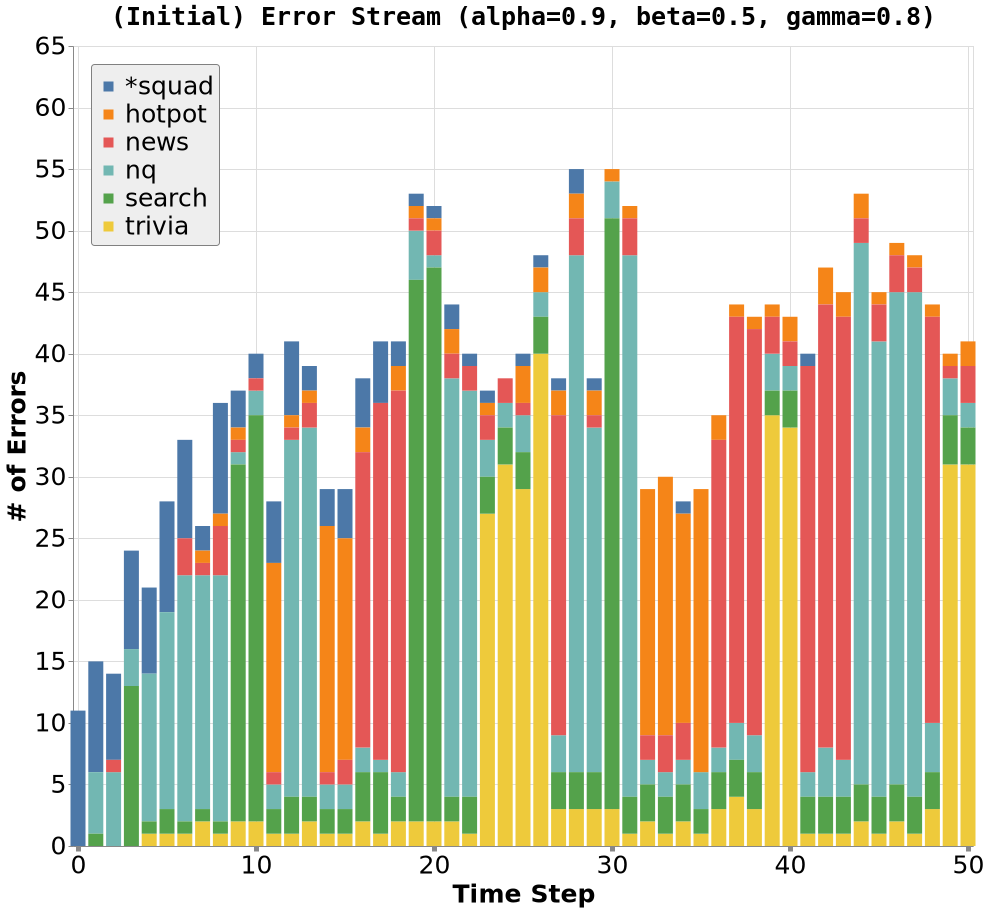 (Initial) Error Stream (alpha=0.9, beta=0.5, gamma=0.8)
65
60
55
50
45
40
35
30
25
20
15
10
5
0
# of Errors
*squad
hotpot
news
nq
search
trivia
0 10 20 30 40 50
Time Step